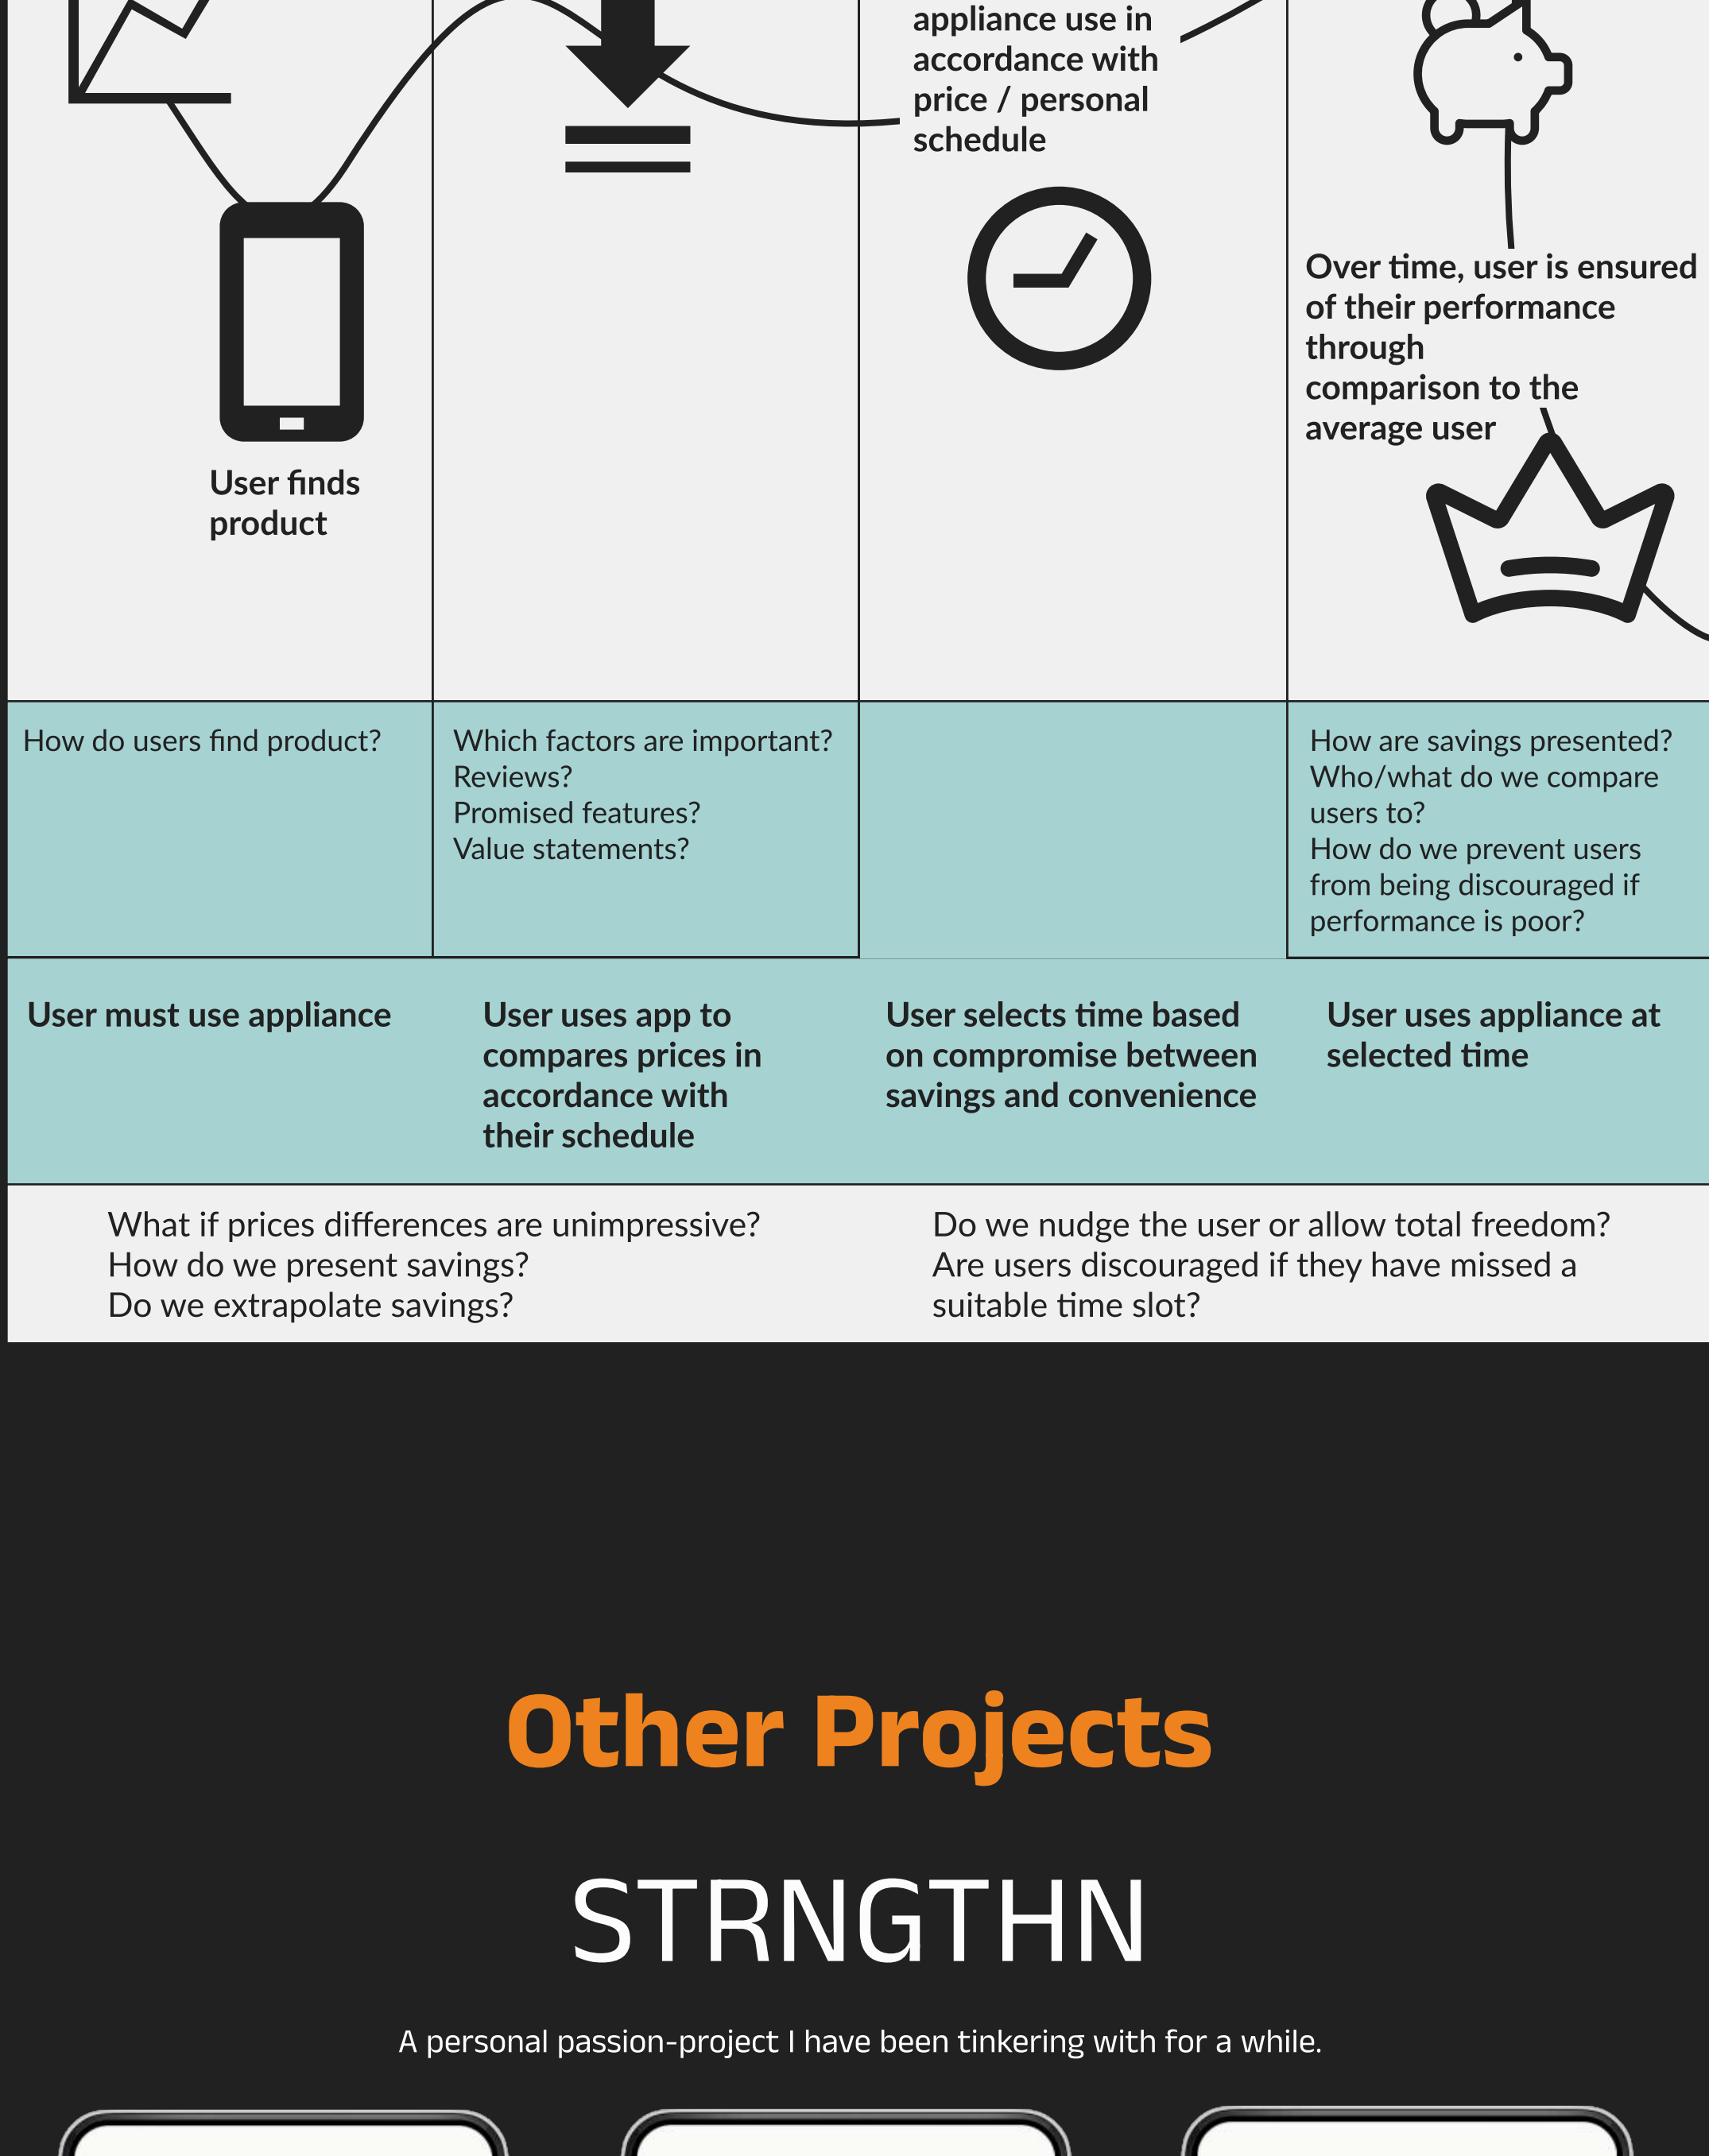 appliance use in
accordance with
price / personal
schedule
Over time, user is ensured
of their performance
through
comparison to the
average user
User finds
product
How do users find product?
Which factors are important?
Reviews?
Promised features?
Value statements?
How are savings presented?
Who/what do we compare
users to?
How do we prevent users
from being discouraged if
performance is poor?
User must use appliance
User uses app to
compares prices in
accordance with
their schedule
User selects time based
on compromise between
savings and convenience
User uses appliance at
selected time
What if prices differences are unimpressive?
How do we present savings?
Do we extrapolate savings?
Do we nudge the user or allow total freedom?
Are users discouraged if they have missed a
suitable time slot?
Other Projects
STRNGTHN
A personal passion-project I have been tinkering with for a while.